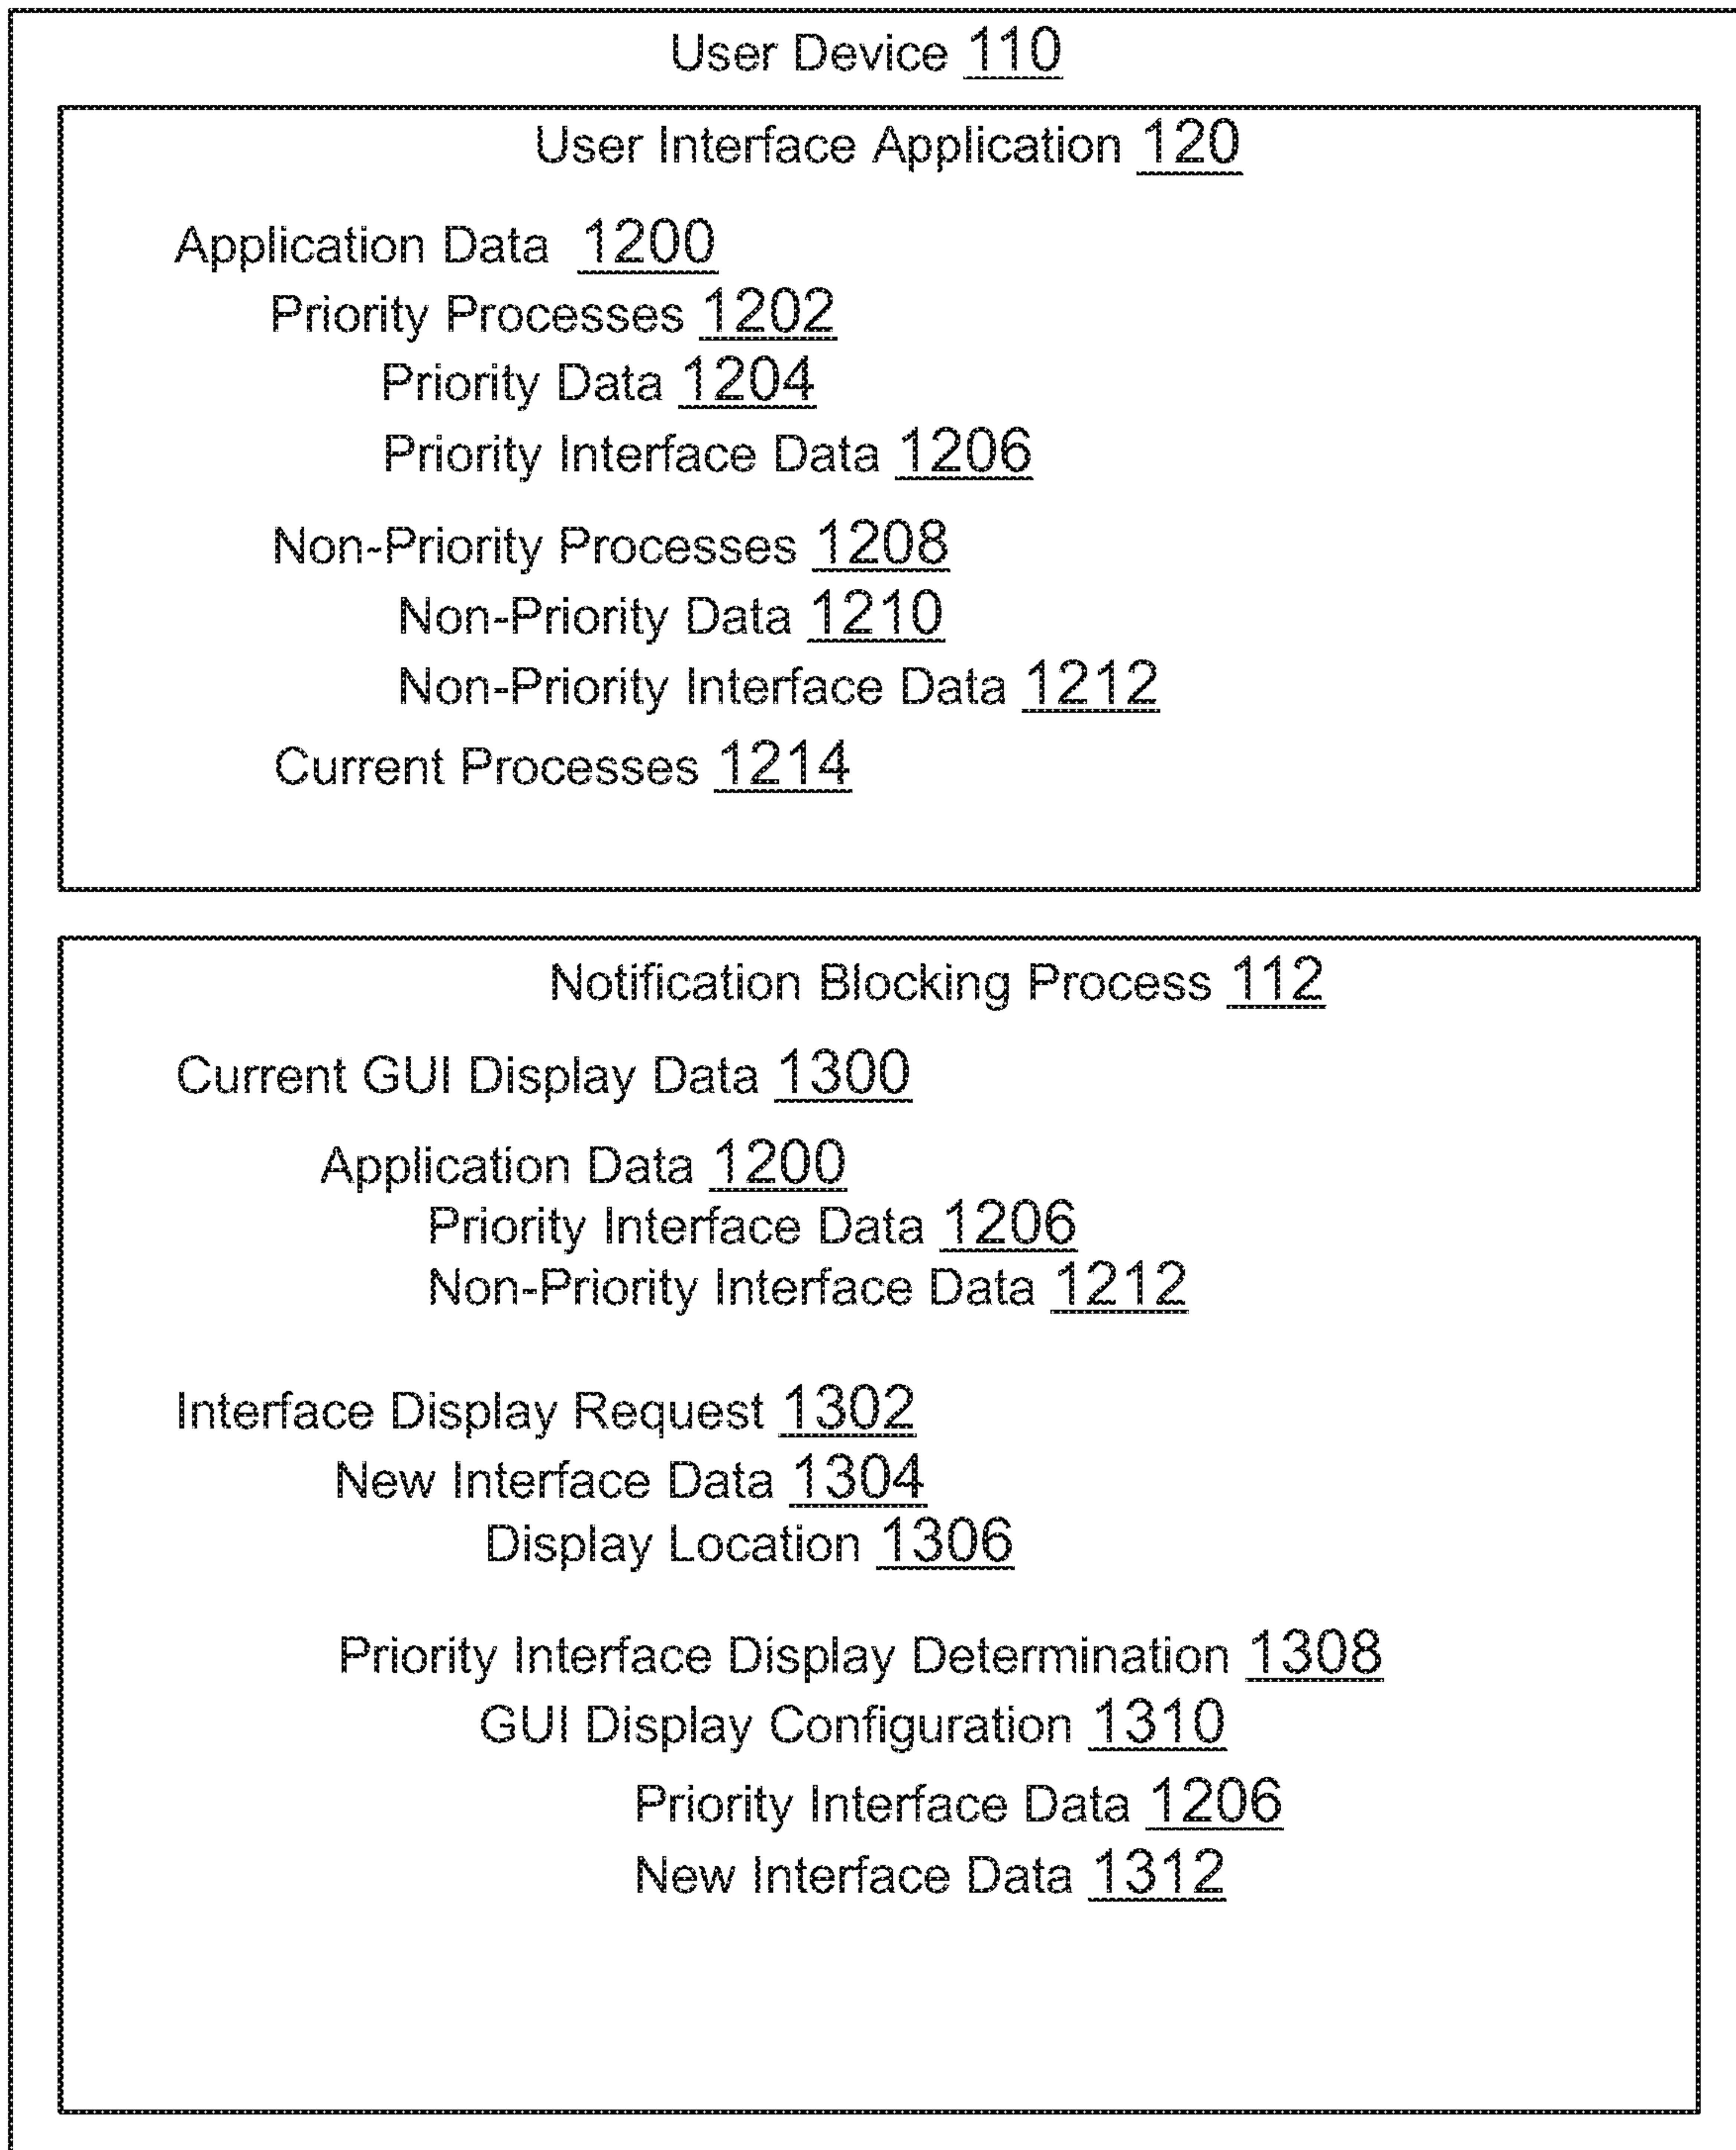 User Device 110
User Interface Application 120
Application Data 1200
Priority Processes 1202
Priority Data 1204
Priority Interface Data 1206
Non-Priority Processes 1208
Non-Priority Data 1210
Non-Priority Interface Data 1212
Current Processes 1214
Notification Blocking Process 112
Current GUI Display Data 1300
Application Data 1200
Priority Interface Data 1206
Non-Priority Interface Data 1212
Interface Display Request 1302
New Interface Data 1304
Display Location 1306
Priority Interface Display Determination 1308
GUI Display Configuration 1310
Priority Interface Data 1206
New Interface Data 1312